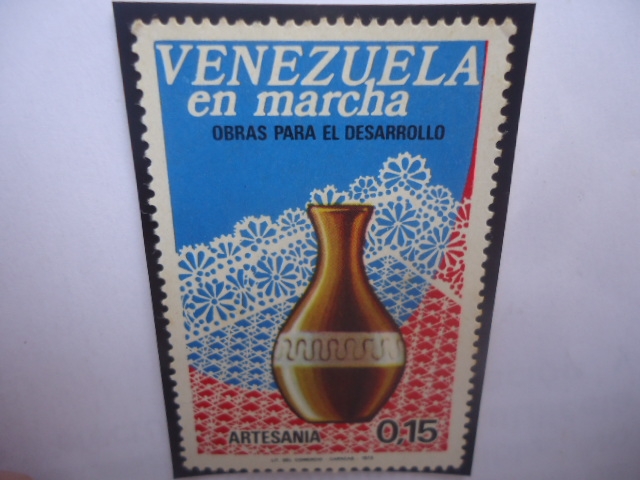 VENEZUELA
en marcha
OBRAS PARA EL DESARROLLO
ARTESANIA 0,15